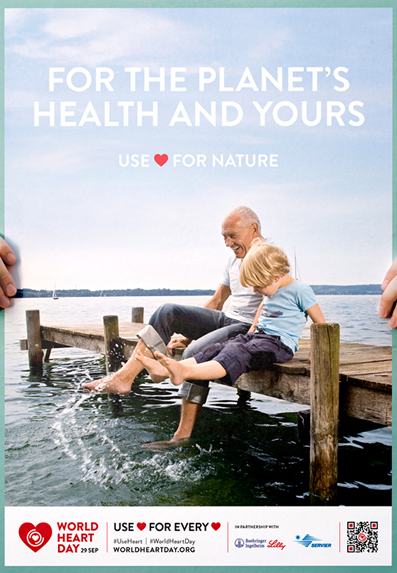 FOR THE PLANET'S
HEALTH AND YOURS
USE ❤ FOR NATURE
WORLD
HEART
DAY 29 SEP
USE ❤ FOR EVERY ❤
#UseHeart | #WorldHeartDay
WORLDHEARTDAY.ORG
IN PARTNERSHIP WITH
Boehringer
Ingelheim
Lilly
SERVIER